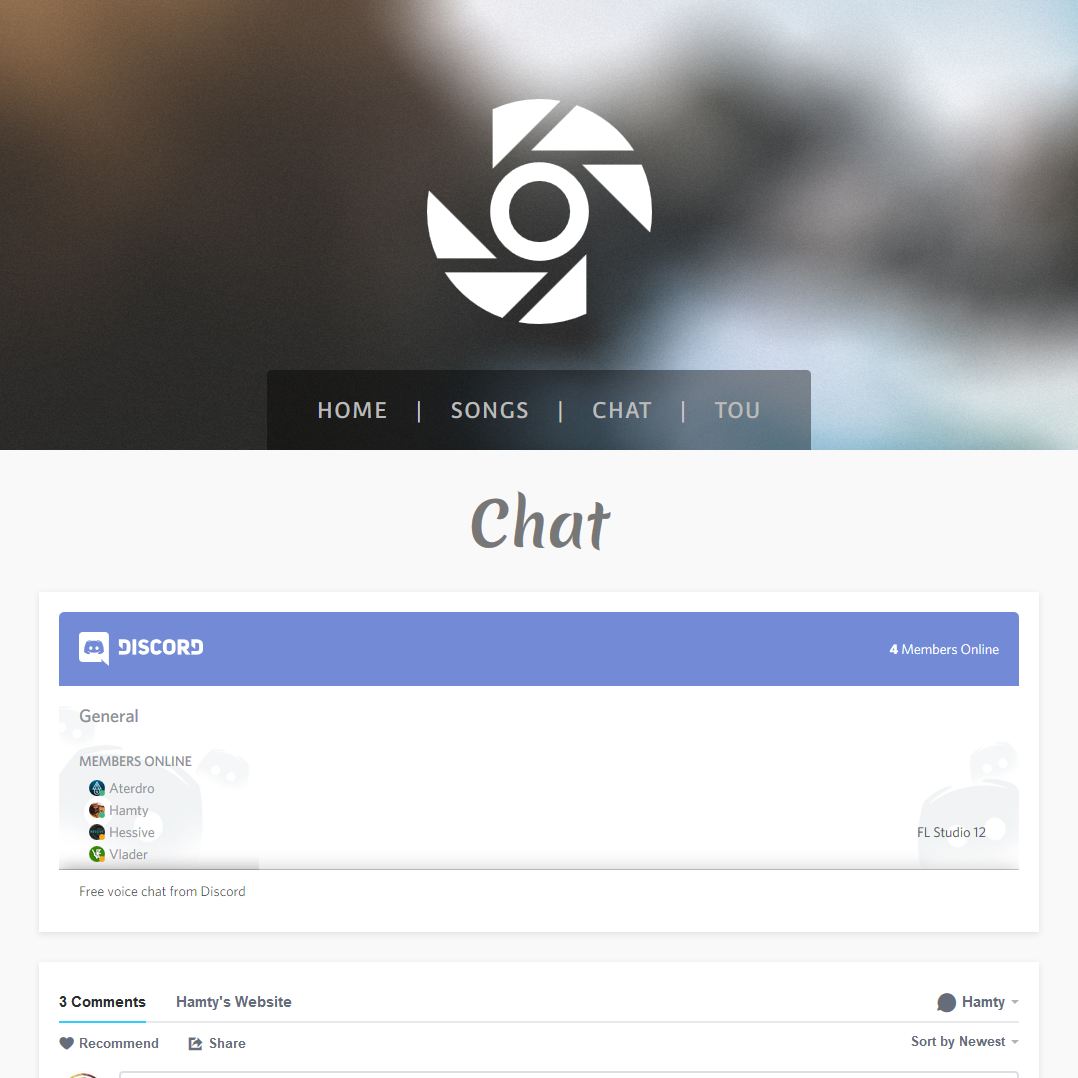 HOME | SONGS | CHAT | TOU
Chat
DISCORD
4 Members Online
General
MEMBERS ONLINE
Aterdro
Hamty
Hessive FL Studio 12
Vlader
Free voice chat from Discord
3 Comments Hamty's Website Hamty
Recommend Share Sort by Newest